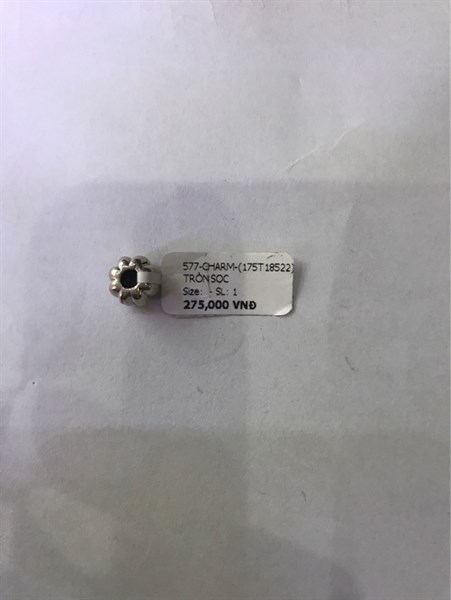 577-CHARM-(175T18522)
TRÒN SỌC
Size: - SL: 1
275,000 VNĐ